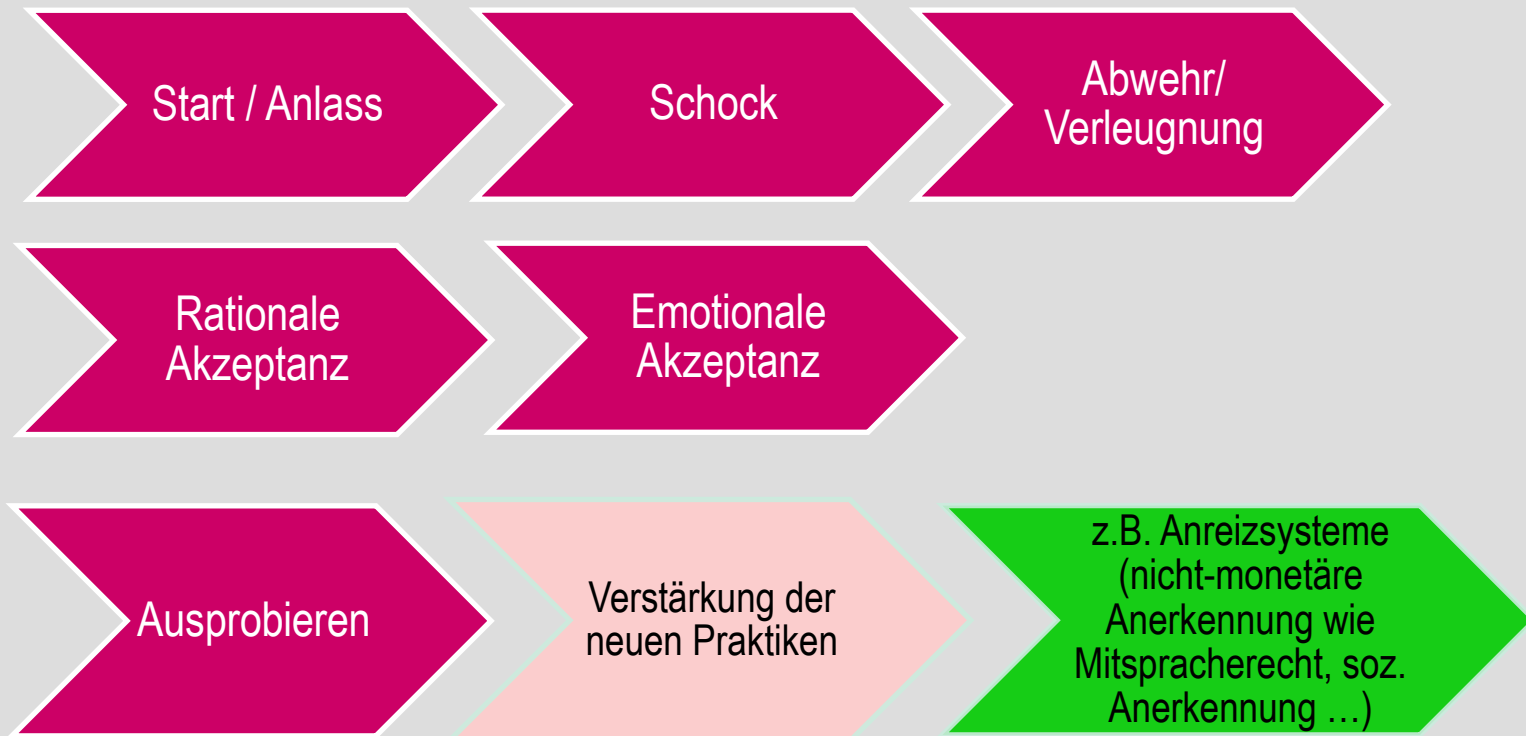 Start / Anlass
Schock
Abwehr/
Verleugnung
Rationale
Akzeptanz
Emotionale
Akzeptanz
Ausprobieren
Verstärkung der
neuen Praktiken
z.B. Anreizsysteme
(nicht-monetäre
Anerkennung wie
Mitspracherecht, soz.
Anerkennung …)